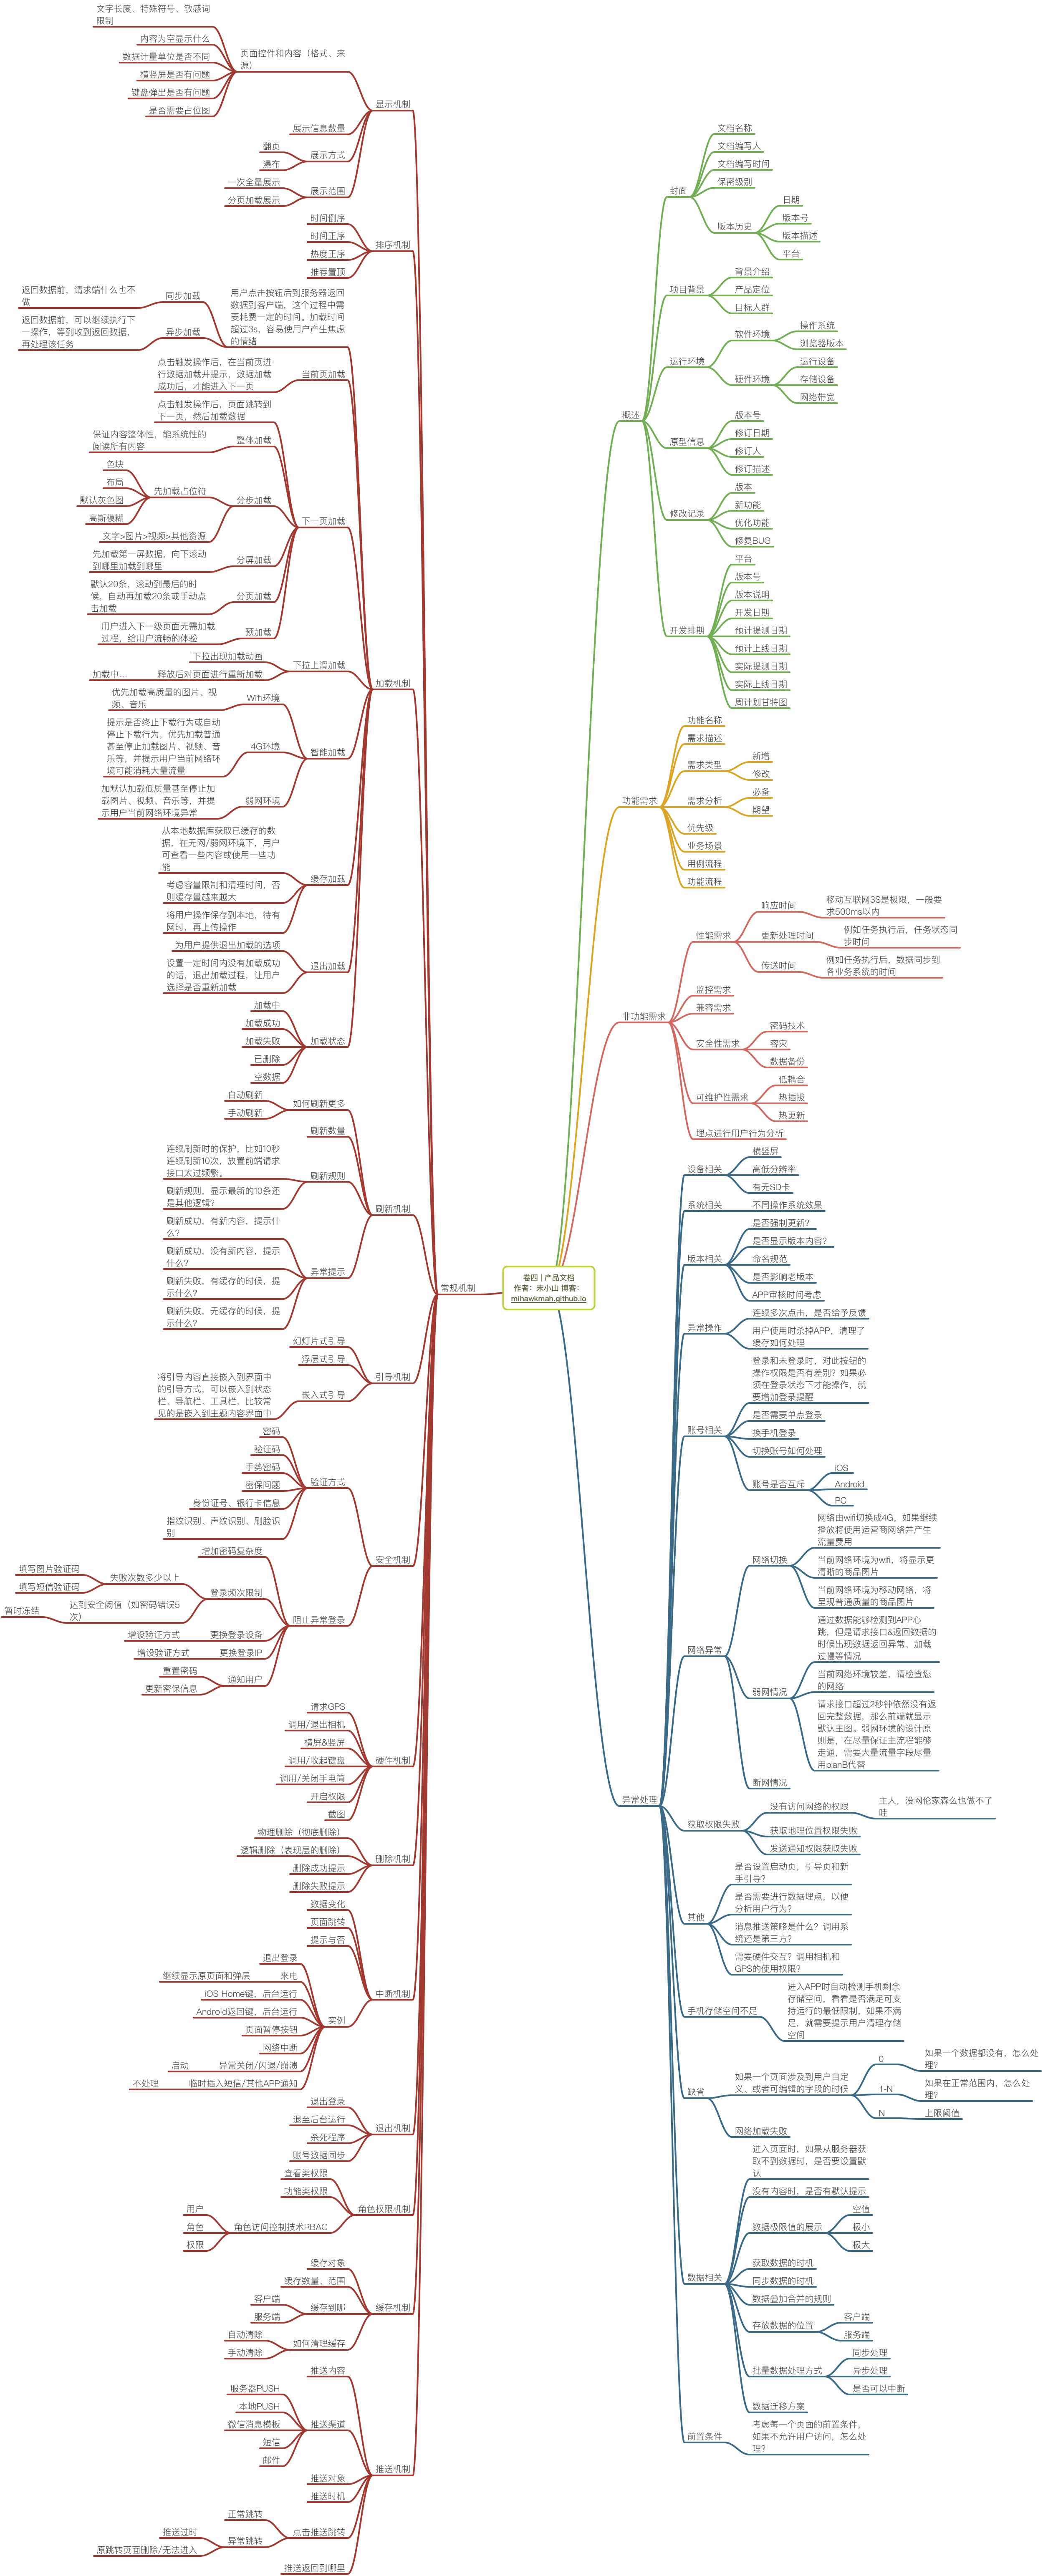 卷四 | 产品文档
作者：末小山 博客：
mihawkmah.github.io
概述
封面
文档名称
文档编写人
文档编写时间
保密级别
版本历史
日期
版本号
版本描述
平台
项目背景
背景介绍
产品定位
目标人群
运行环境
软件环境
操作系统
浏览器版本
硬件环境
运行设备
存储设备
网络带宽
原型信息
版本号
修订日期
修订人
修订描述
修改记录
版本
新功能
优化功能
修复BUG
开发排期
平台
版本号
版本说明
开发日期
预计提测日期
预计上线日期
实际提测日期
实际上线日期
周计划甘特图
功能需求
功能名称
需求描述
需求类型
新增
修改
需求分析
必备
期望
优先级
业务场景
用例流程
功能流程
非功能需求
性能需求
响应时间
移动互联网3S是极限，一般要
求500ms以内
更新处理时间
例如任务执行后，任务状态同
步时间
传送时间
例如任务执行后，数据同步到
各业务系统的时间
监控需求
兼容需求
安全性需求
密码技术
容灾
数据备份
可维护性需求
低耦合
热插拔
热更新
埋点进行用户行为分析
异常处理
设备相关
横竖屏
高低分辨率
有无SD卡
系统相关
不同操作系统效果
版本相关
是否强制更新？
是否显示版本内容？
命名规范
是否影响老版本
APP审核时间考虑
异常操作
连续多次点击，是否给予反馈
用户使用时杀掉APP，清理了
缓存如何处理
账号相关
登录和未登录时，对此按钮的
操作权限是否有差别？如果必
须在登录状态下才能操作，就
要增加登录提醒
是否需要单点登录
换手机登录
切换账号如何处理
账号是否互斥
iOS
Android
PC
网络异常
网络切换
网络由wifi切换成4G，如果继续
播放将使用运营商网络并产生
流量费用
当前网络环境为wifi，将显示更
清晰的商品图片
当前网络环境为移动网络，将
呈现普通质量的商品图片
弱网情况
通过数据能够检测到APP心
跳，但是请求接口&返回数据的
时候出现数据返回异常、加载
过慢等情况
当前网络环境较差，请检查您
的网络
请求接口超过2秒钟依然没有返
回完整数据，那么前端就显示
默认主图。弱网环境的设计原
则是，在尽量保证主流程能够
走通，需要大量流量字段尽量
用planB代替
断网情况
获取权限失败
没有访问网络的权限
主人，没网伦家森么也做不了
哇
获取地理位置权限失败
发送通知权限获取失败
其他
是否设置启动页，引导页和新
手引导？
是否需要进行数据埋点，以便
分析用户行为？
消息推送策略是什么？调用系
统还是第三方？
需要硬件交互？调用相机和
GPS的使用权限？
手机存储空间不足
进入APP时自动检测手机剩余
存储空间，看看是否满足可支
持运行的最低限制，如果不满
足，就需要提示用户清理存储
空间
缺省
如果一个页面涉及到用户自定
义、或者可编辑的字段的时候
0
如果一个数据都没有，怎么处
理？
1-N
如果在正常范围内，怎么处
理？
N
上限阈值
网络加载失败
数据相关
进入页面时，如果从服务器获
取不到数据时，是否要设置默
认
没有内容时，是否有默认提示
数据极限值的展示
空值
极小
极大
获取数据的时机
同步数据的时机
数据叠加合并的规则
存放数据的位置
客户端
服务端
批量数据处理方式
同步处理
异步处理
是否可以中断
数据迁移方案
前置条件
考虑每一个页面的前置条件，
如果不允许用户访问，怎么处
理？
常规机制
显示机制
页面控件和内容（格式、来
源）
文字长度、特殊符号、敏感词
限制
内容为空显示什么
数据计量单位是否不同
横竖屏是否有问题
键盘弹出是否有问题
是否需要占位图
展示信息数量
展示方式
翻页
瀑布
展示范围
一次全量展示
分页加载展示
排序机制
时间倒序
时间正序
热度正序
推荐置顶
加载机制
用户点击按钮后到服务器返回
数据到客户端，这个过程中需
要耗费一定的时间。加载时间
超过3s，容易使用户产生焦虑
的情绪
同步加载
返回数据前，请求端什么也不
做
异步加载
返回数据前，可以继续执行下
一操作，等到收到返回数据，
再处理该任务
当前页加载
点击触发操作后，在当前页进
行数据加载并提示，数据加载
成功后，才能进入下一页
下一页加载
点击触发操作后，页面跳转到
下一页，然后加载数据
整体加载
保证内容整体性，能系统性的
阅读所有内容
分步加载
先加载占位符
色块
布局
默认灰色图
高斯模糊
文字>图片>视频>其他资源
分屏加载
先加载第一屏数据，向下滚动
到哪里加载到哪里
分页加载
默认20条，滚动到最后的时
候，自动再加载20条或手动点
击加载
预加载
用户进入下一级页面无需加载
过程，给用户流畅的体验
下拉上滑加载
下拉出现加载动画
释放后对页面进行重新加载
加载中…
智能加载
Wifi环境
优先加载高质量的图片、视
频、音乐
4G环境
提示是否终止下载行为或自动
停止下载行为，优先加载普通
甚至停止加载图片、视频、音
乐等，并提示用户当前网络环
境可能消耗大量流量
弱网环境
加默认加载低质量甚至停止加
载图片、视频、音乐等，并提
示用户当前网络环境异常
缓存加载
从本地数据库获取已缓存的数
据，在无网/弱网环境下，用户
可查看一些内容或使用一些功
能
考虑容量限制和清理时间，否
则缓存量越来越大
将用户操作保存到本地，待有
网时，再上传操作
退出加载
为用户提供退出加载的选项
设置一定时间内没有加载成功
的话，退出加载过程，让用户
选择是否重新加载
加载状态
加载中
加载成功
加载失败
已删除
空数据
刷新机制
如何刷新更多
自动刷新
手动刷新
刷新数量
刷新规则
连续刷新时的保护，比如10秒
连续刷新10次，放置前端请求
接口太过频繁。
刷新规则，显示最新的10条还
是其他逻辑？
异常提示
刷新成功，有新内容，提示什
么？
刷新成功，没有新内容，提示
什么？
刷新失败，有缓存的时候，提
示什么？
刷新失败，无缓存的时候，提
示什么？
引导机制
幻灯片式引导
浮层式引导
嵌入式引导
将引导内容直接嵌入到界面中
的引导方式，可以嵌入到状态
栏、导航栏、工具栏，比较常
见的是嵌入到主题内容界面中
安全机制
验证方式
密码
验证码
手势密码
密保问题
身份证号、银行卡信息
指纹识别、声纹识别、刷脸识
别
阻止异常登录
增加密码复杂度
登录频次限制
失败次数多少以上
填写图片验证码
填写短信验证码
达到安全阈值（如密码错误5
次）
暂时冻结
更换登录设备
增设验证方式
更换登录IP
增设验证方式
通知用户
重置密码
更新密保信息
硬件机制
请求GPS
调用/退出相机
横屏&竖屏
调用/收起键盘
调用/关闭手电筒
开启权限
截图
删除机制
物理删除（彻底删除）
逻辑删除（表现层的删除）
删除成功提示
删除失败提示
中断机制
数据变化
页面跳转
提示与否
实例
退出登录
来电
继续显示原页面和弹层
iOS Home键，后台运行
Android返回键，后台运行
页面暂停按钮
网络中断
异常关闭/闪退/崩溃
启动
临时插入短信/其他APP通知
不处理
退出机制
退出登录
退至后台运行
杀死程序
账号数据同步
角色权限机制
查看类权限
功能类权限
角色访问控制技术RBAC
用户
角色
权限
缓存机制
缓存对象
缓存数量、范围
缓存到哪
客户端
服务端
如何清理缓存
自动清除
手动清除
推送机制
推送内容
推送渠道
服务器PUSH
本地PUSH
微信消息模板
短信
邮件
推送对象
推送时机
点击推送跳转
正常跳转
异常跳转
推送过时
原跳转页面删除/无法进入
推送返回到哪里